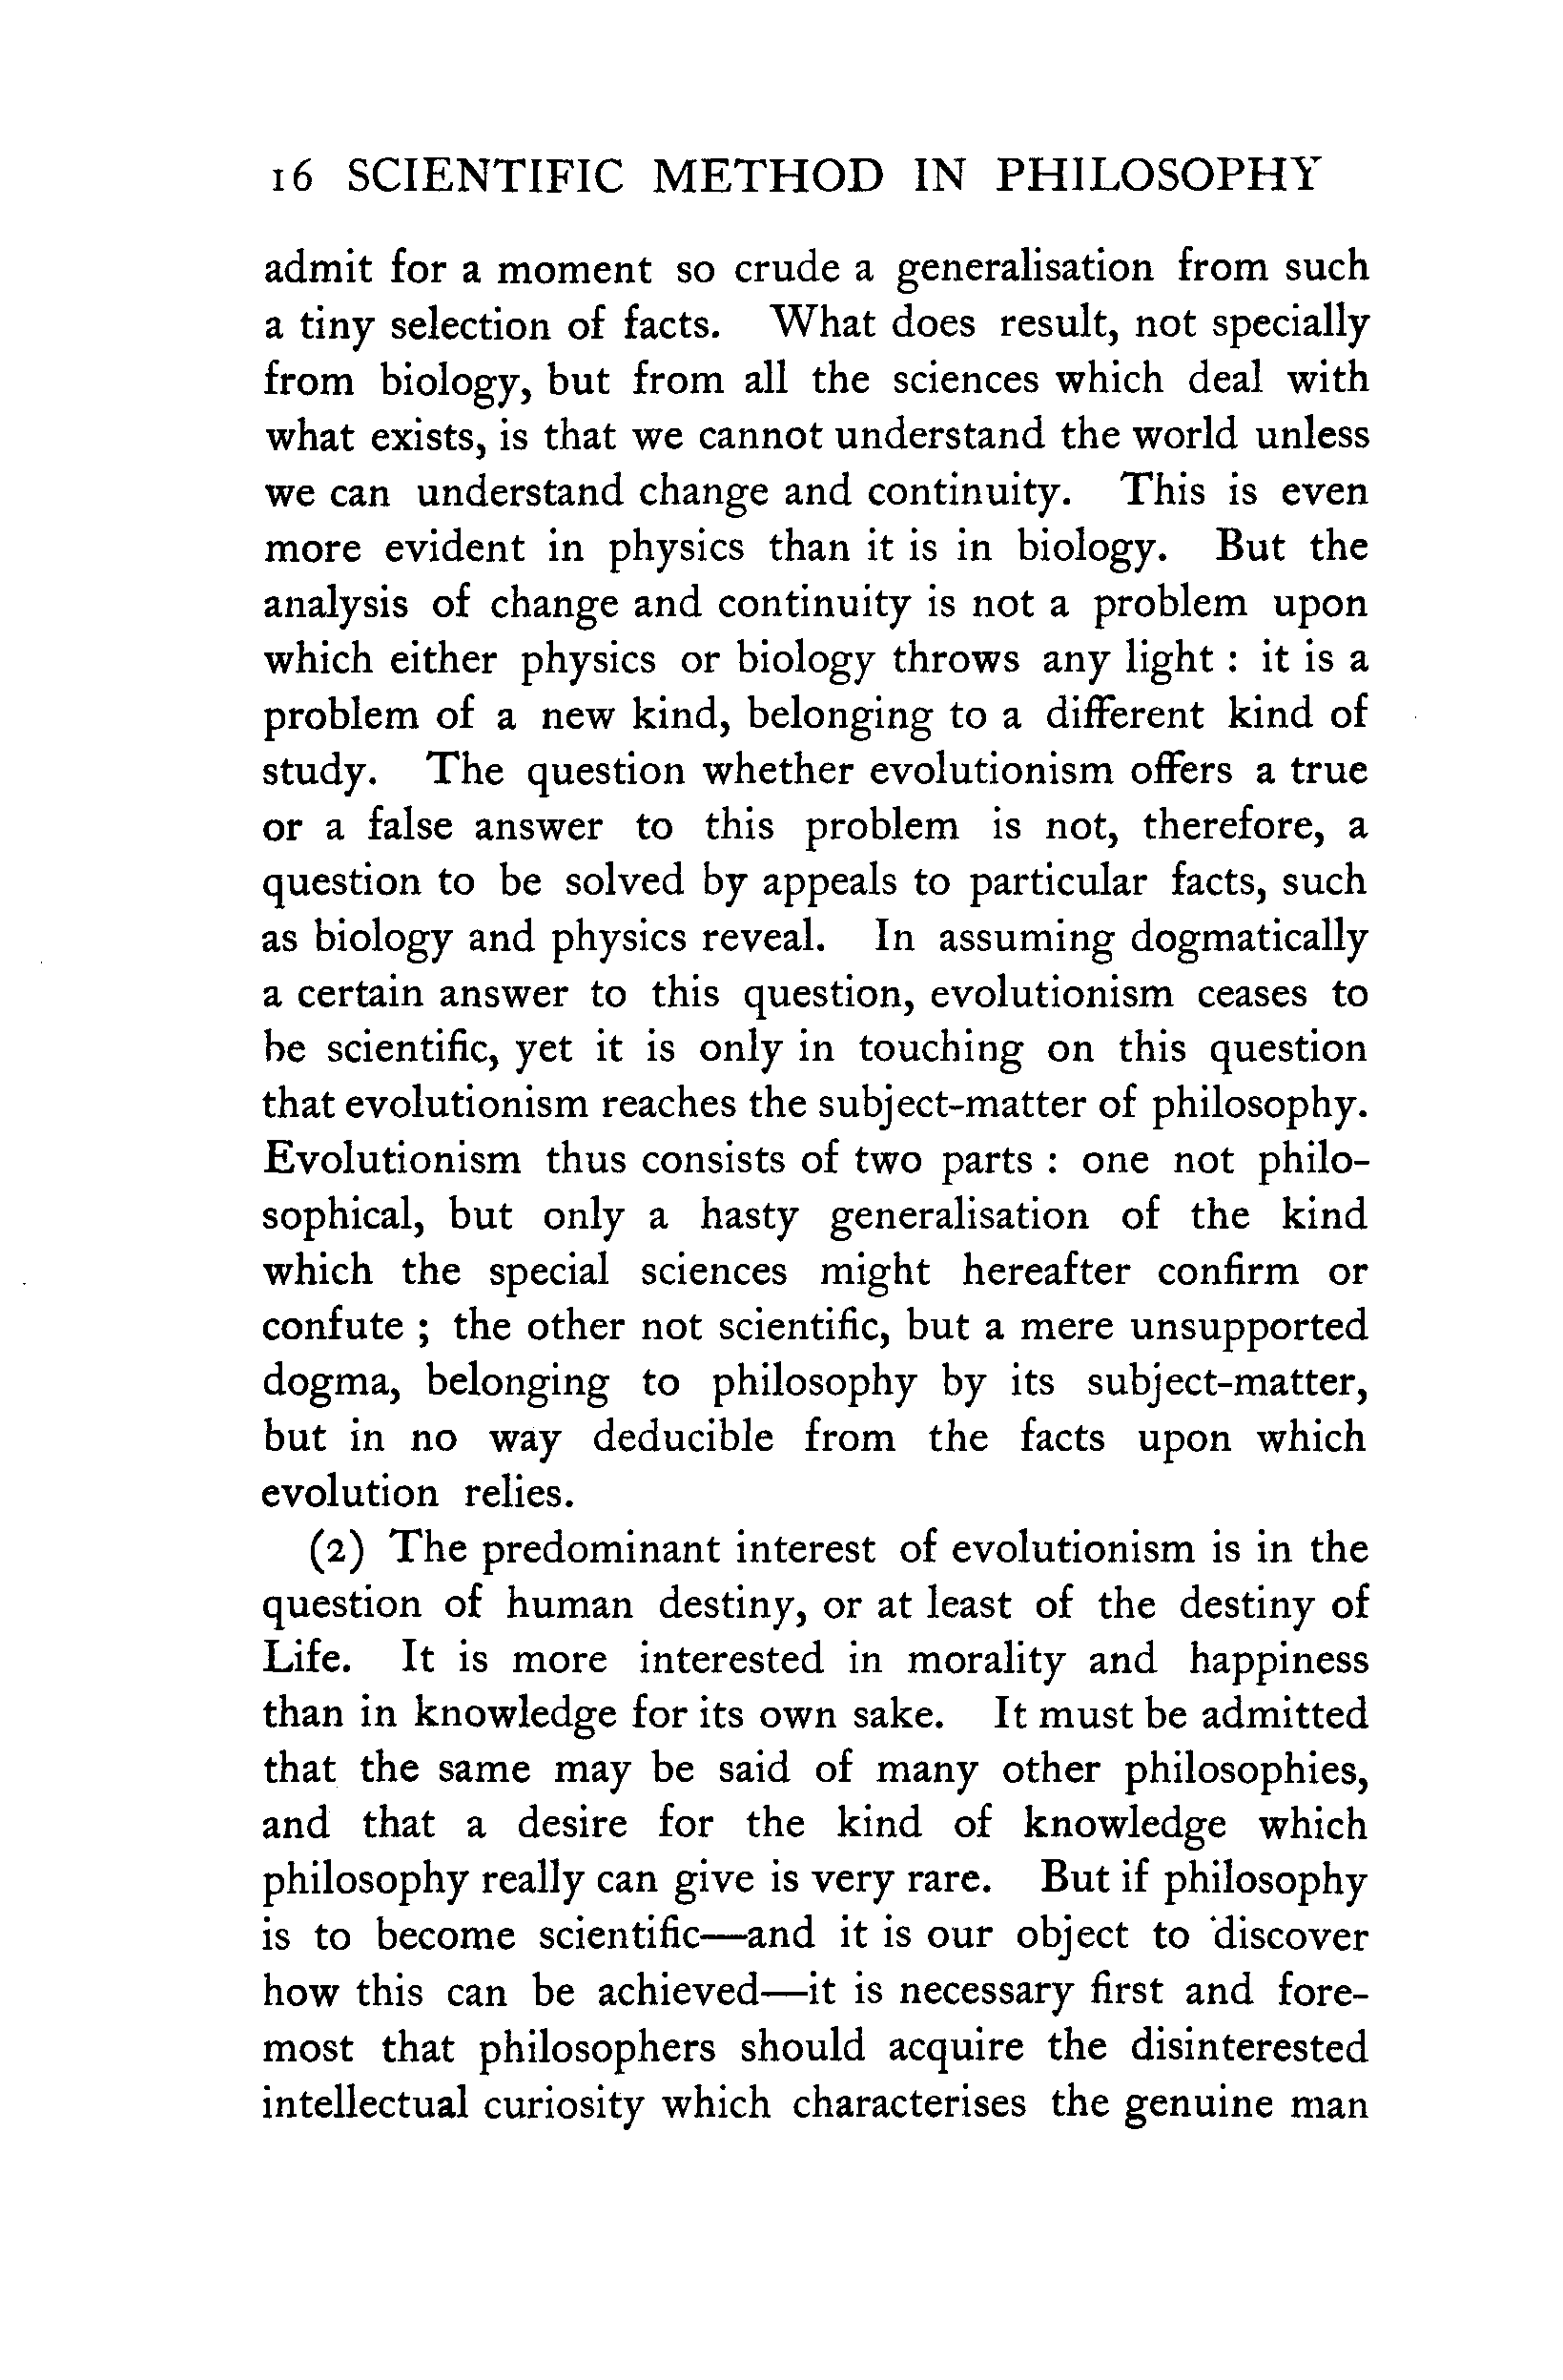 16 SCIENTIFIC METHOD IN PHILOSOPHY
admit for a moment so crude a generalisation from such
a tiny selection of facts. What does result, not specially
from biology, but from all the sciences which deal with
what exists, is that we cannot understand the world unless
we can understand change and continuity. This is even
more evident in physics than it is in biology. But the
analysis of change and continuity is not a problem upon
which either physics or biology throws any light : it is a
problem of a new kind, belonging to a different kind of
study. The question whether evolutionism offers a true
or a false answer to this problem is not, therefore, a
question to be solved by appeals to particular facts, such
as biology and physics reveal. In assuming dogmatically
a certain answer to this question, evolutionism ceases to
be scientific, yet it is only in touching on this question
that evolutionism reaches the subject-matter of philosophy.
Evolutionism thus consists of two parts : one not philo-
sophical, but only a hasty generalisation of the kind
which the special sciences might hereafter confirm or
confute ; the other not scientific, but a mere unsupported
dogma, belonging to philosophy by its subject-matter,
but in no way deducible from the facts upon which
evolution relies.
(2) The predominant interest of evolutionism is in the
question of human destiny, or at least of the destiny of
Life. It is more interested in morality and happiness
than in knowledge for its own sake. It must be admitted
that the same may be said of many other philosophies,
and that a desire for the kind of knowledge which
philosophy really can give is very rare. But if philosophy
is to become scientific—and it is our object to discover
how this can be achieved—it is necessary first and fore-
most that philosophers should acquire the disinterested
intellectual curiosity which characterises the genuine man